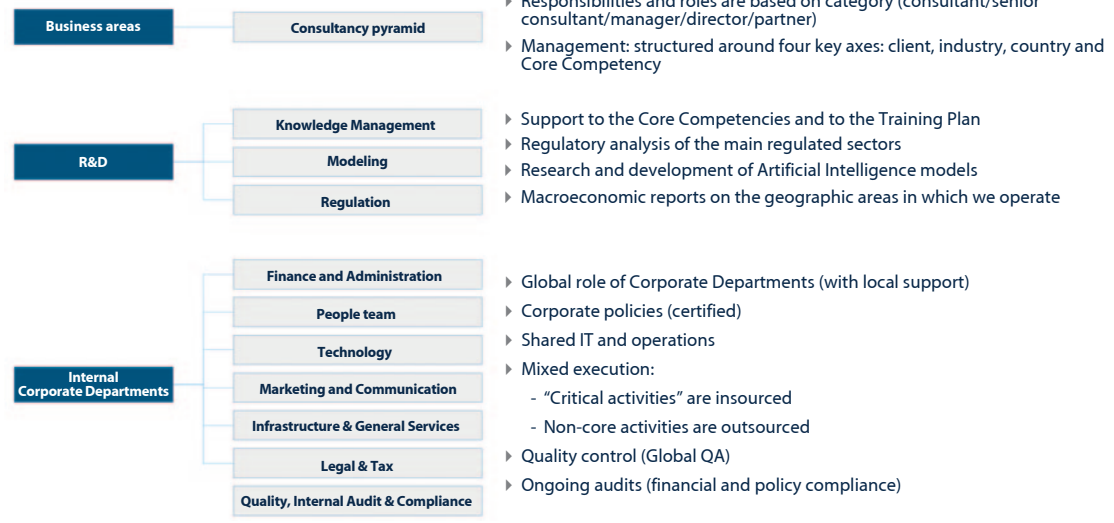 Business areas
Consultancy pyramid
Responsibilities and roles are based on category (consultant/senior
consultant/manager/director/partner)
Management: structured around four key axes: client, industry, country and
Core Competency
R&D
Knowledge Management
Modeling
Regulation
Support to the Core Competencies and to the Training Plan
Regulatory analysis of the main regulated sectors
Research and development of Artificial Intelligence models
Macroeconomic reports on the geographic areas in which we operate
Internal
Corporate Departments
Finance and Administration
People team
Technology
Marketing and Communication
Infrastructure & General Services
Legal & Tax
Quality, Internal Audit & Compliance
Global role of Corporate Departments (with local support)
Corporate policies (certified)
Shared IT and operations
Mixed execution:
- “Critical activities” are insourced
- Non-core activities are outsourced
Quality control (Global QA)
Ongoing audits (financial and policy compliance)